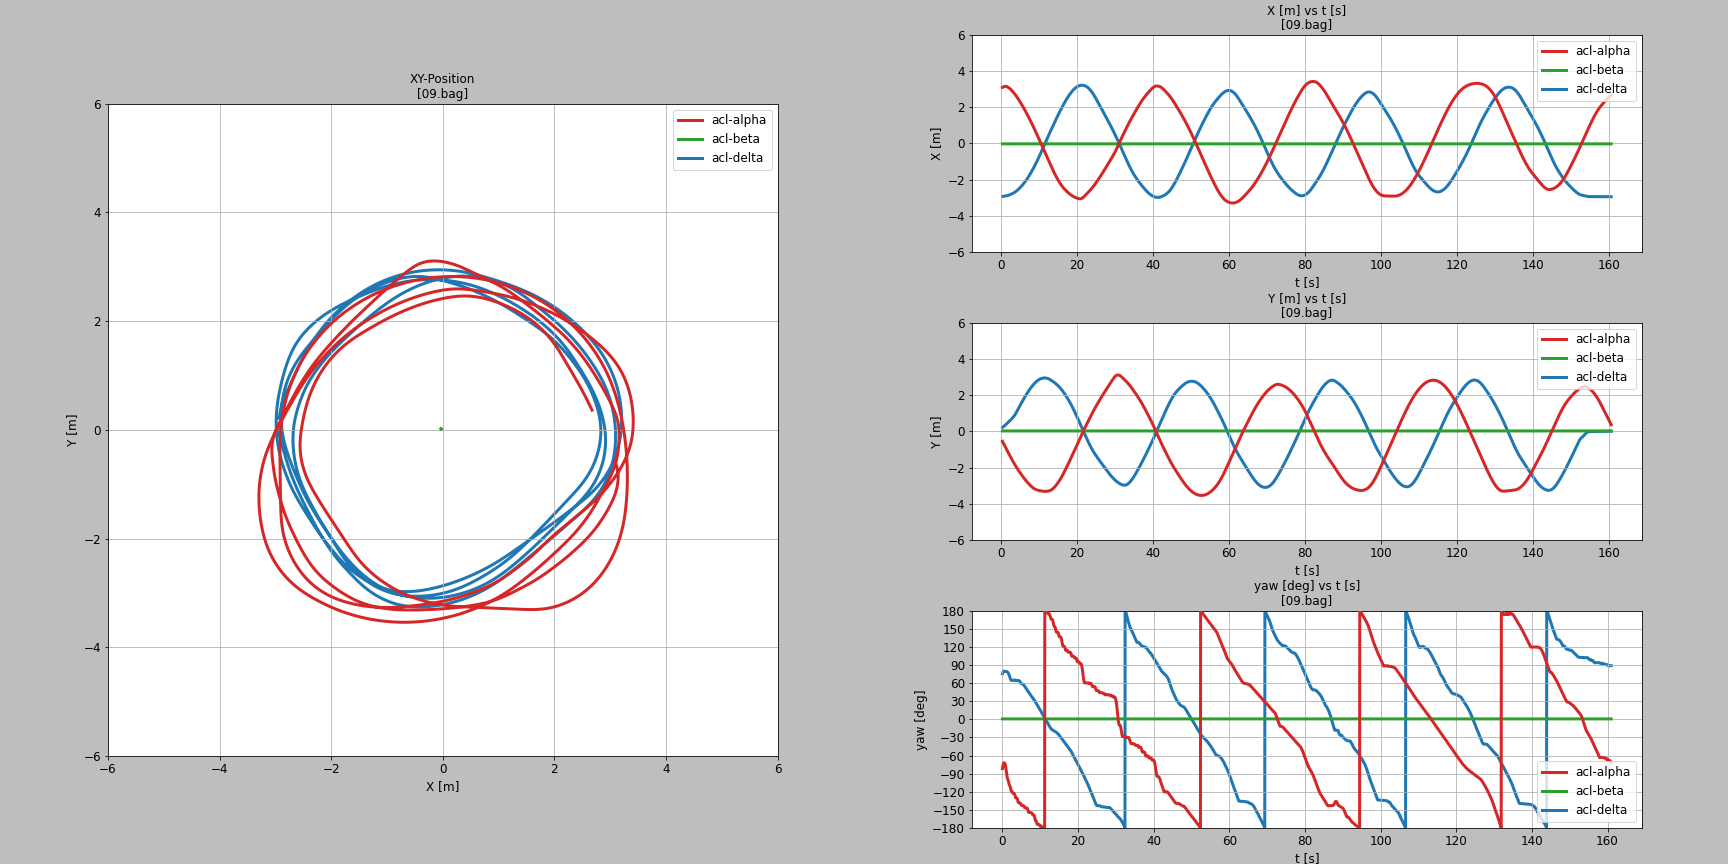 XY-Position
[09.bag]
6
4
2
0
−2
−4
−6
Y [m]
−6
−4
−2
0
2
4
6
X [m]
acl-alpha
acl-beta
acl-delta
X [m] vs t [s]
[09.bag]
6
4
2
0
−2
−4
−6
X [m]
0
20
40
60
80
100
120
140
160
t [s]
acl-alpha
acl-beta
acl-delta
Y [m] vs t [s]
[09.bag]
6
4
2
0
−2
−4
−6
Y [m]
0
20
40
60
80
100
120
140
160
t [s]
acl-alpha
acl-beta
acl-delta
yaw [deg] vs t [s]
[09.bag]
180
150
120
90
60
30
0
−30
−60
−90
−120
−150
−180
yaw [deg]
0
20
40
60
80
100
120
140
160
t [s]
acl-alpha
acl-beta
acl-delta